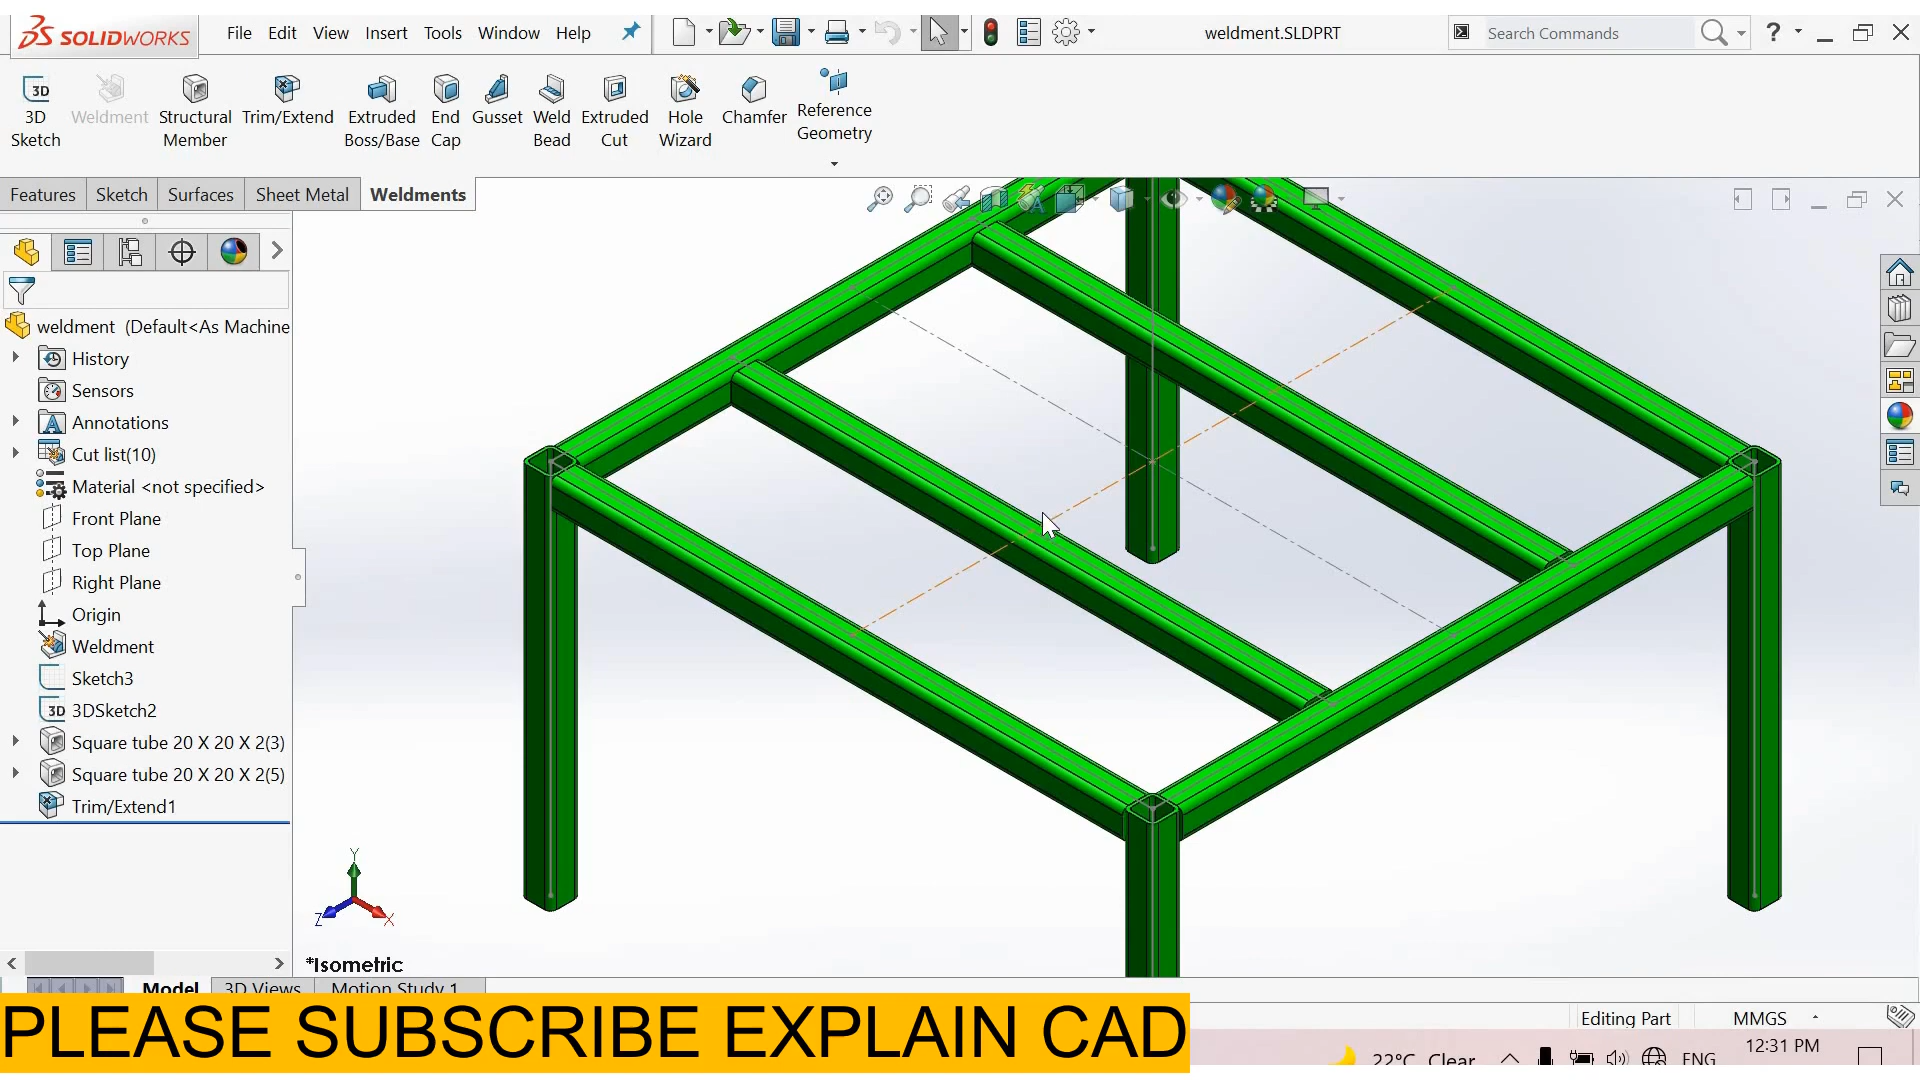 SOLIDWORKS
File Edit View Insert Tools Window Help
weldment.SLDPRT
Search Commands
?
3D Sketch
Weldment
Structural Member
Trim/Extend
Extruded Boss/Base
End Cap
Gusset
Weld Bead
Extruded Cut
Hole Wizard
Chamfer
Reference Geometry
Features Sketch Surfaces Sheet Metal Weldments
weldment (Default<As Machine
History
Sensors
Annotations
Cut list(10)
Material <not specified>
Front Plane
Top Plane
Right Plane
Origin
Weldment
Sketch3
3DSketch2
Square tube 20 X 20 X 2(3)
Square tube 20 X 20 X 2(5)
Trim/Extend1
Y
Z
X
*Isometric
Model 3D Views Motion Study 1
PLEASE SUBSCRIBE EXPLAIN CAD
Editing Part MMGS
22°C Clear ENG 12:31 PM